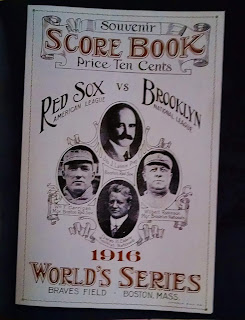 Souvenir
SCORE BOOK
Price Ten Cents
RED SOX
AMERICAN LEAGUE
VS
BROOKLYN
NATIONAL LEAGUE
1916
WORLD'S SERIES
BRAVES FIELD - BOSTON, MASS.